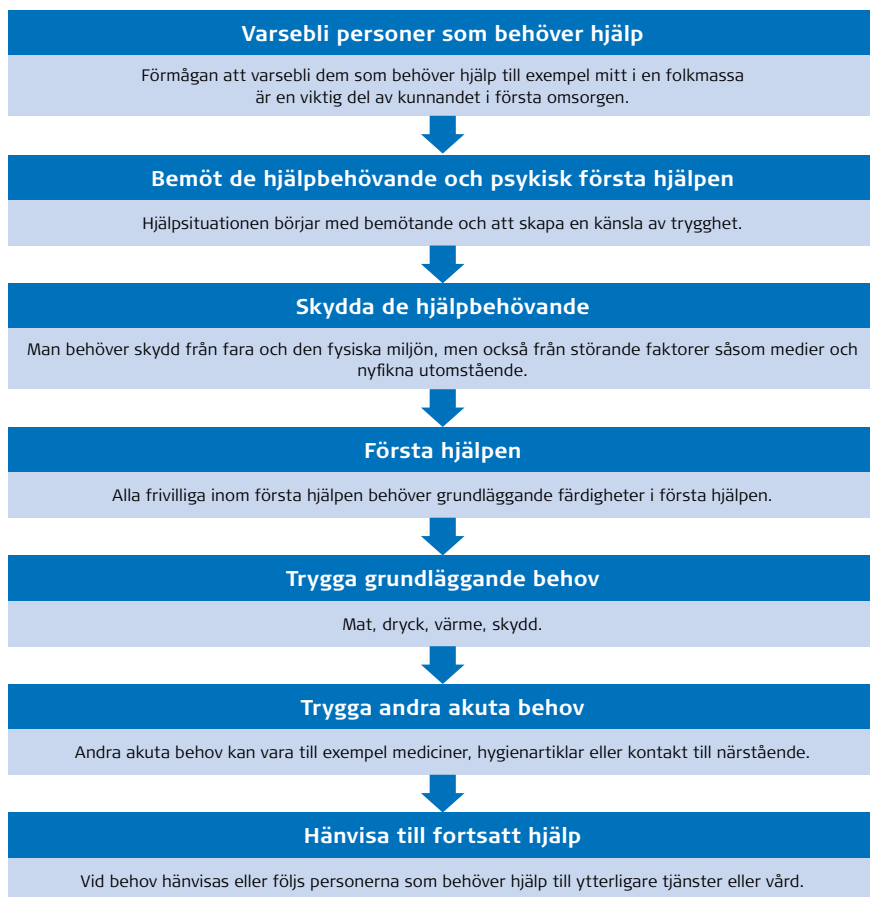 Varsebli personer som behöver hjälp
Förmågan att varsebli dem som behöver hjälp till exempel mitt i en folkmassa
är en viktig del av kunnandet i första omsorgen.
Bemöt de hjälpbehövande och psykisk första hjälpen
Hjälpsituationen börjar med bemötande och att skapa en känsla av trygghet.
Skydda de hjälpbehövande
Man behöver skydd från fara och den fysiska miljön, men också från störande faktorer såsom medier och
nyfikna utomstående.
Första hjälpen
Alla frivilliga inom första hjälpen behöver grundläggande färdigheter i första hjälpen.
Trygga grundläggande behov
Mat, dryck, värme, skydd.
Trygga andra akuta behov
Andra akuta behov kan vara till exempel mediciner, hygienartiklar eller kontakt till närstående.
Hänvisa till fortsatt hjälp
Vid behov hänvisas eller följs personerna som behöver hjälp till ytterligare tjänster eller vård.